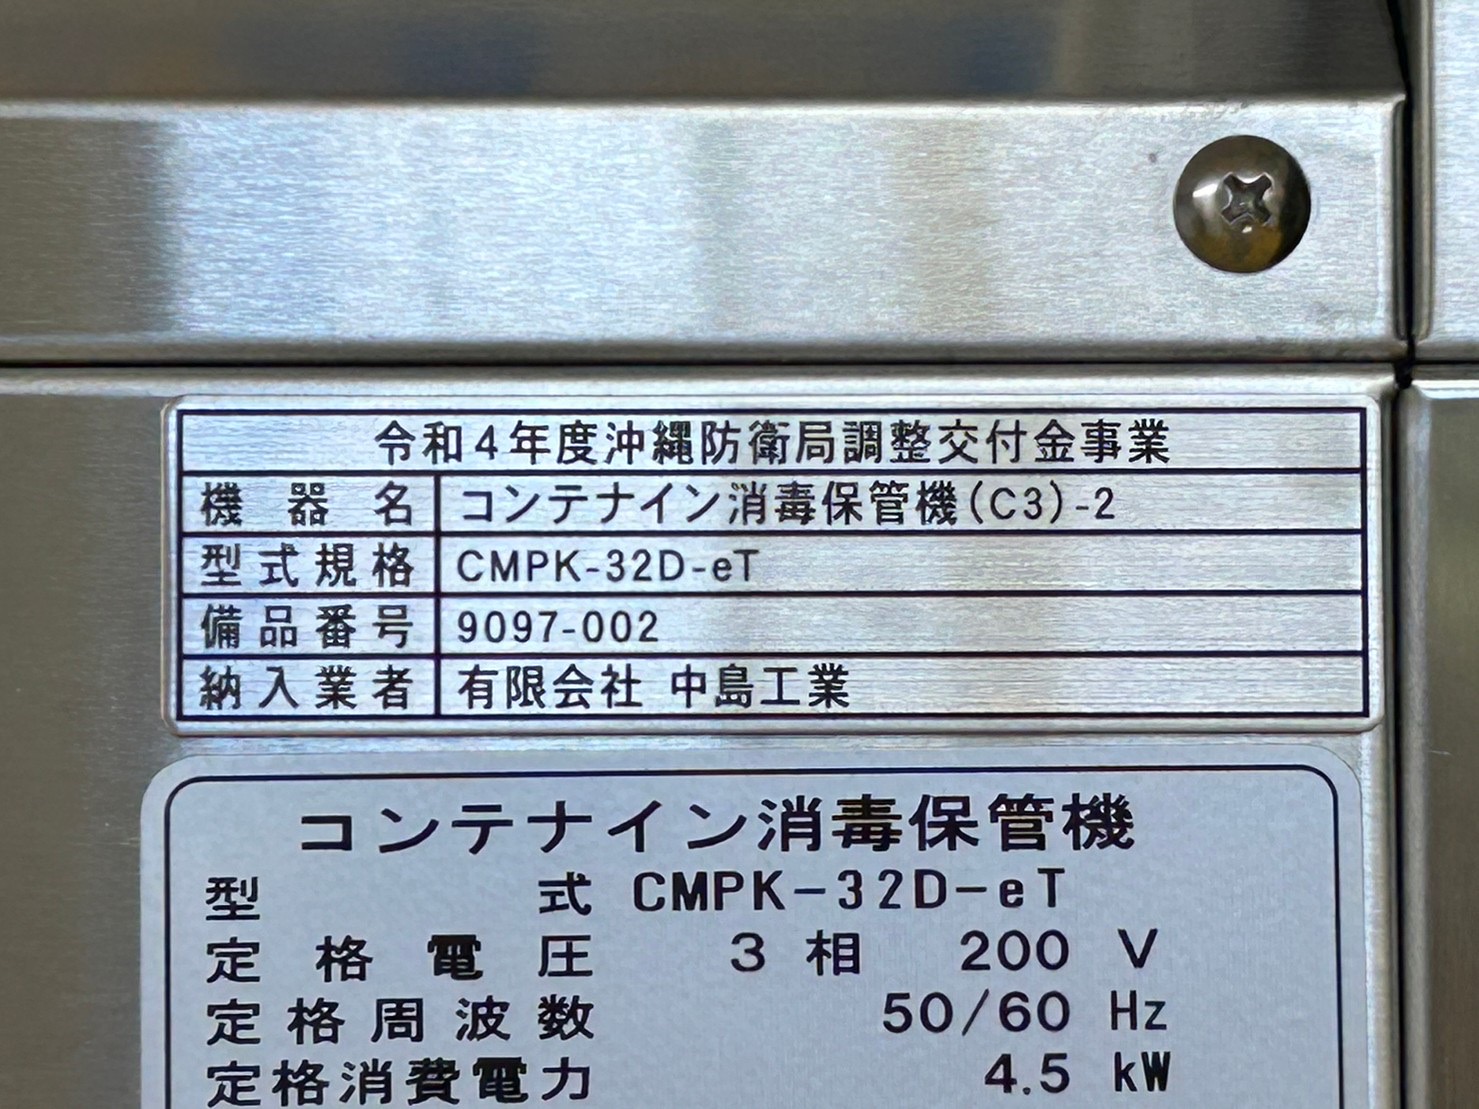 令和4年度沖縄防衛局調整交付金事業
機器名 コンテナイン消毒保管機(C3)-2
型式規格 CMPK-32D-eT
備品番号 9097-002
納入業者 有限会社 中島工業
コンテナイン消毒保管機
型式 CMPK-32D-eT
定格電圧 3相 200 V
定格周波数 50/60 Hz
定格消費電力 4.5 kW